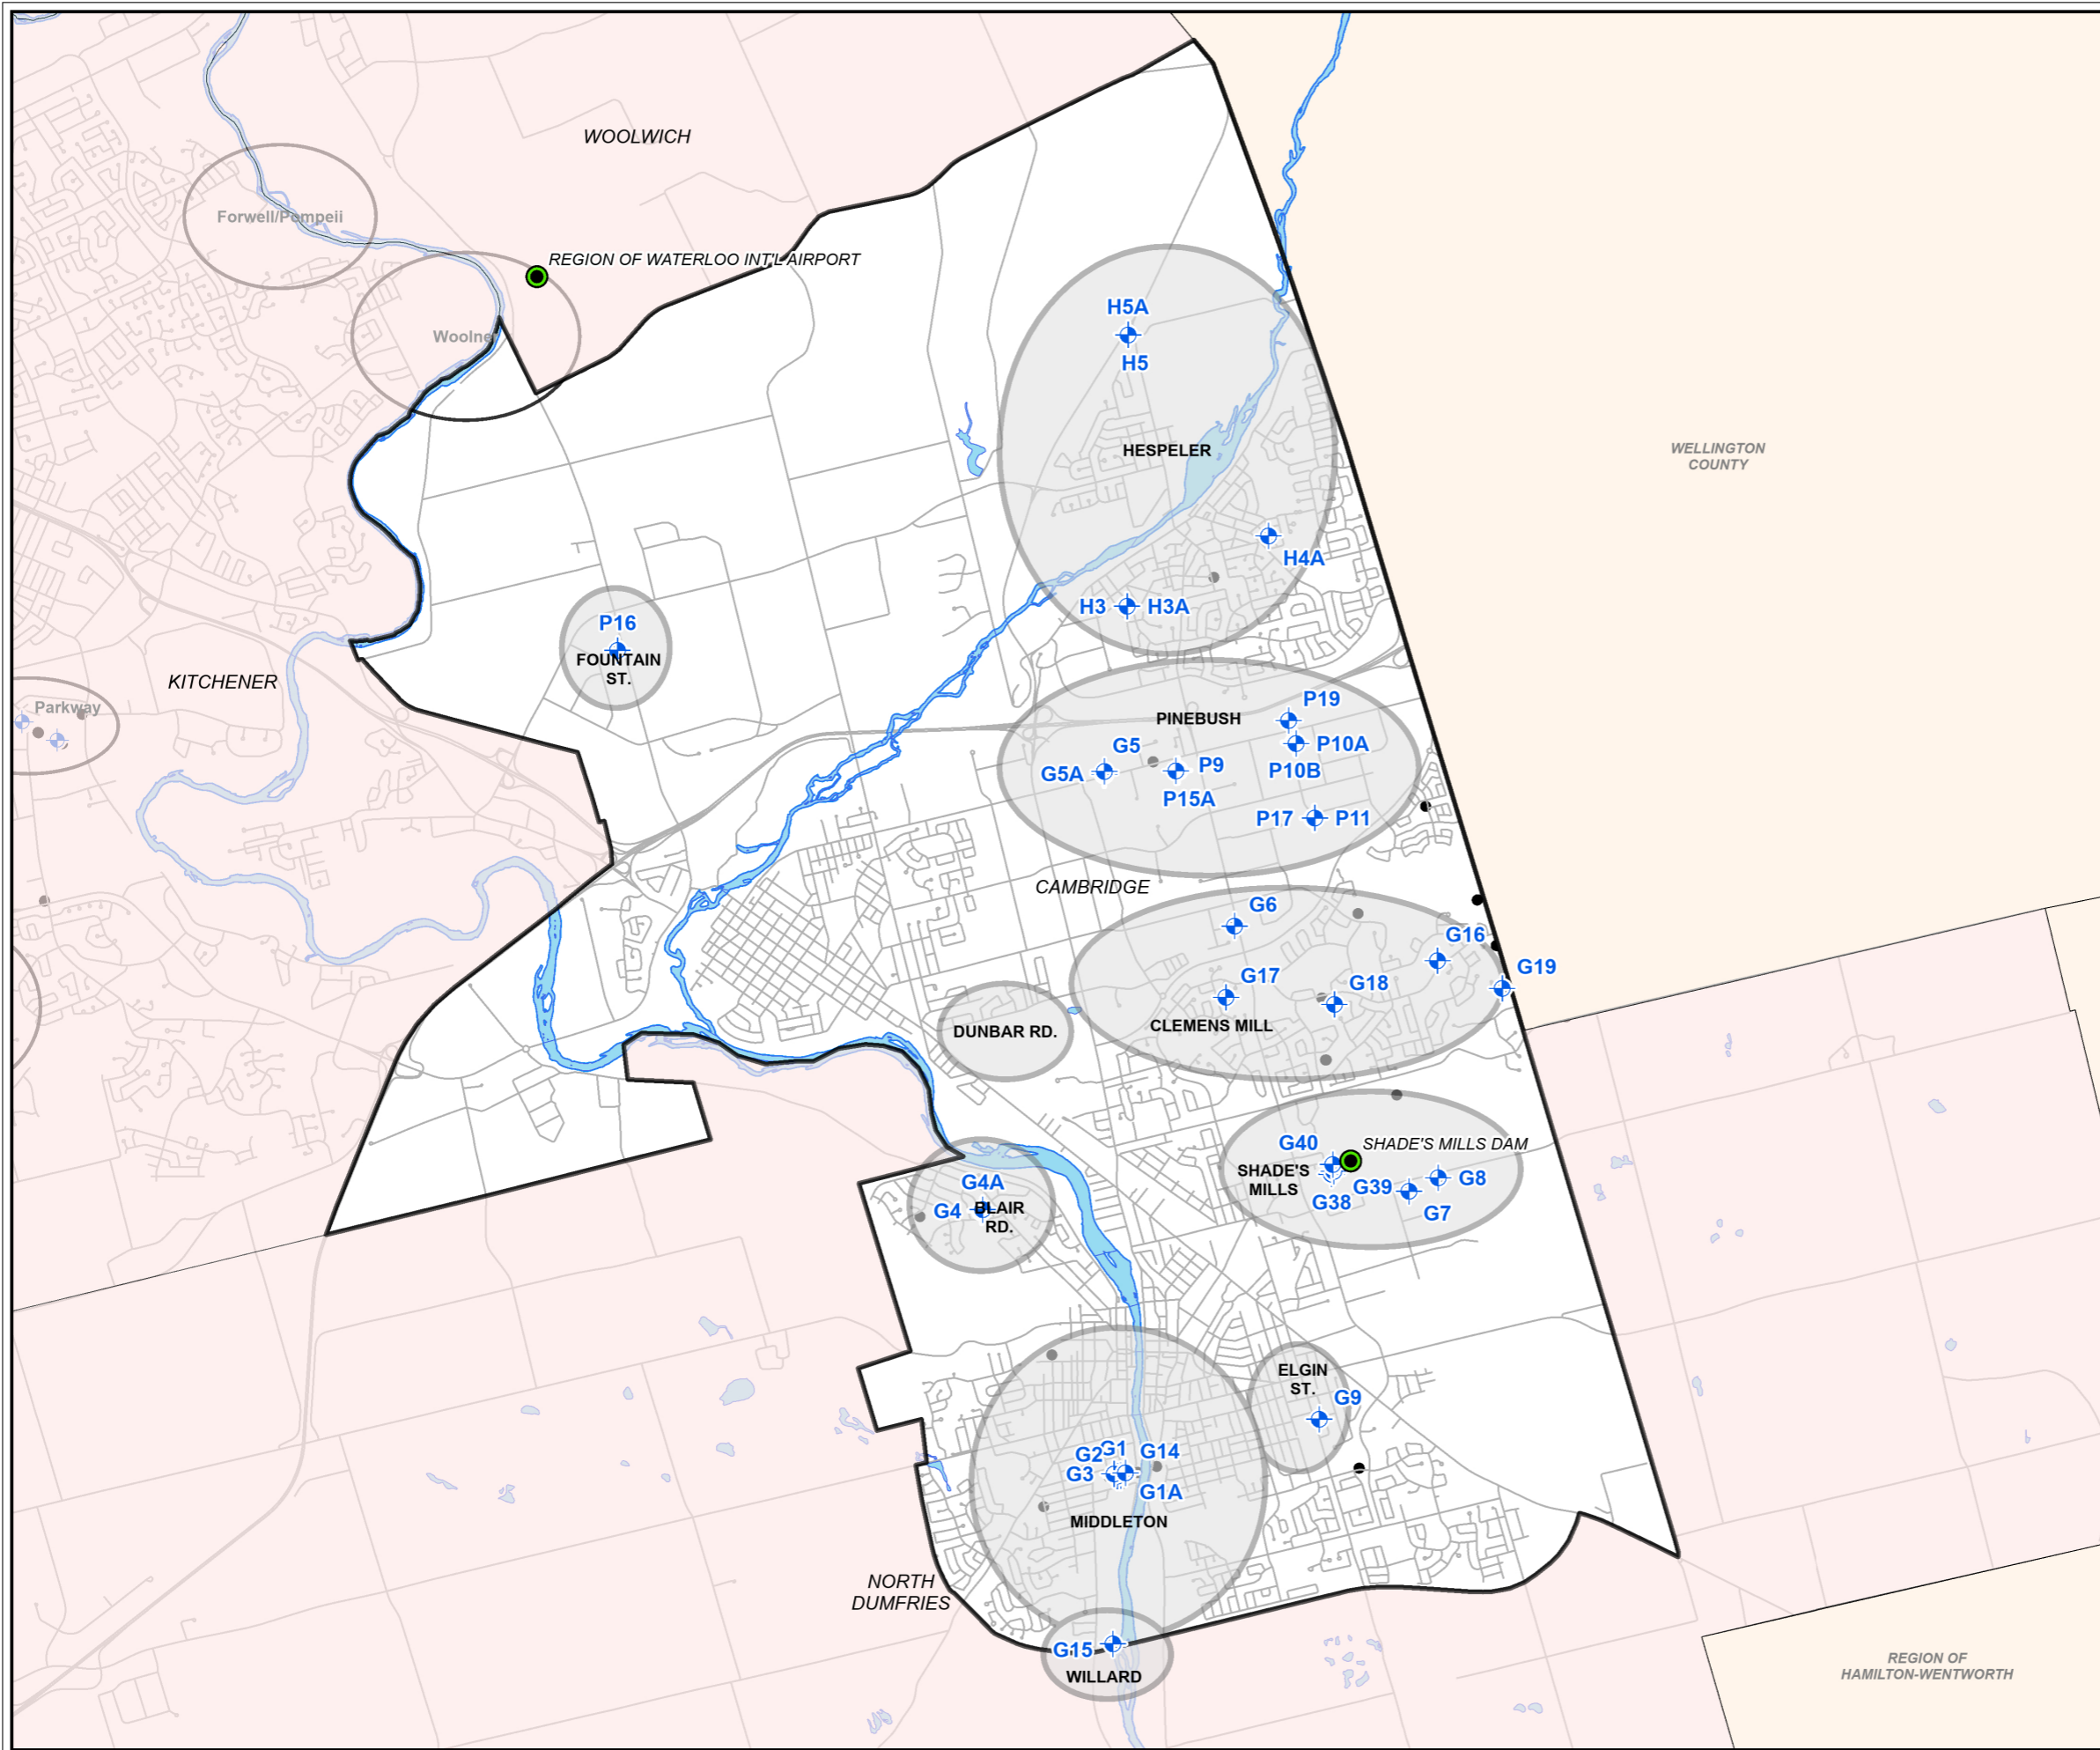 WOOLWICH
Forwell/Pompeii
REGION OF WATERLOO INT'L AIRPORT
H5A
Woolner
H5
HESPELER
WELLINGTON
COUNTY
H4A
H3 H3A
P16
FOUNTAIN
ST.
KITCHENER
Parkway
P19
PINEBUSH
P10A
G5
G5A
P9
P10B
P15A
P17 P11
CAMBRIDGE
G6
G16
G19
G17
G18
CLEMENS MILL
DUNBAR RD.
G40
SHADE'S MILLS DAM
SHADE'S
MILLS
G39
G8
G38
G7
G4A
G4
BLAIR
RD.
ELGIN
ST.
G9
G2
G1
G14
G3
G1A
MIDDLETON
NORTH
DUMFRIES
G15
WILLARD
REGION OF
HAMILTON-WENTWORTH